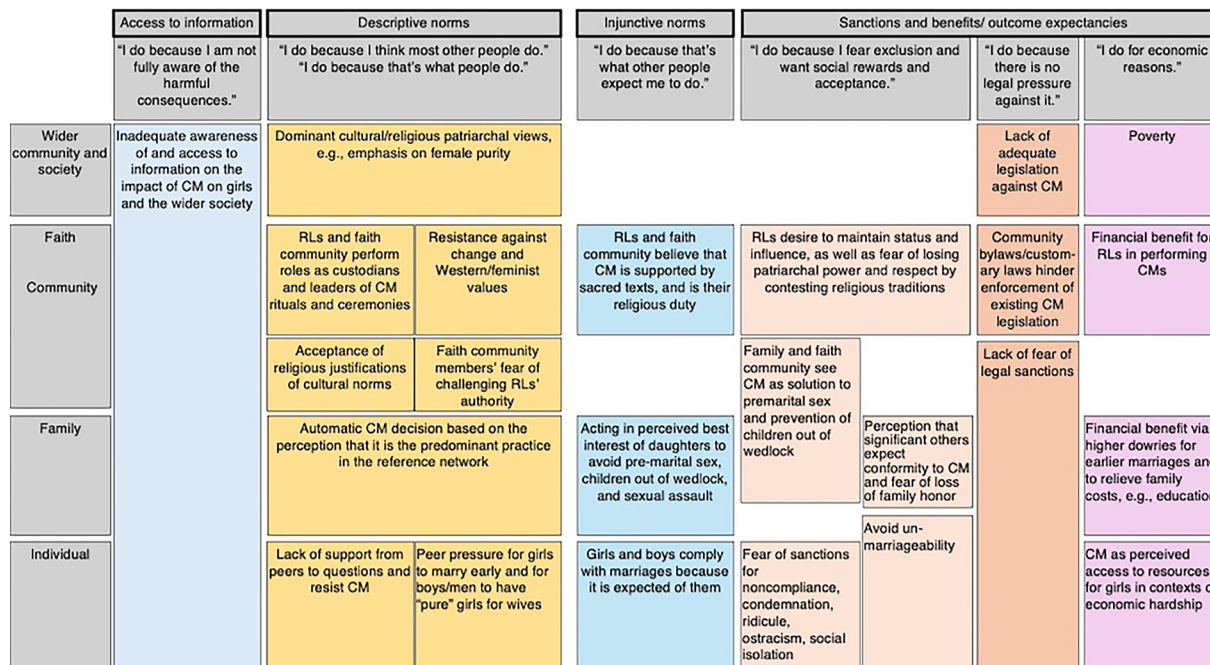 Access to information
Descriptive norms
Injunctive norms
Sanctions and benefits/ outcome expectancies
“I do because I am not
fully aware of the
harmful
consequences.”
“I do because I think most other people do.”
“I do because that’s what people do.”
“I do because that’s
what other people
expect me to do.”
“I do because I fear exclusion and
want social rewards and
acceptance.”
“I do because
there is no
legal pressure
against it.”
“I do for economic
reasons.”
Wider
community and
society
Inadequate awareness
of and access to
information on the
impact of CM on girls
and the wider society
Dominant cultural/religious patriarchal views,
e.g., emphasis on female purity
Lack of
adequate
legislation
against CM
Poverty
Faith
Community
RLs and faith
community perform
roles as custodians
and leaders of CM
rituals and ceremonies
Resistance against
change and
Western/feminist
values
RLs and faith
community believe that
CM is supported by
sacred texts, and is their
religious duty
RLs desire to maintain status and
influence, as well as fear of losing
patriarchal power and respect by
contesting religious traditions
Community
bylaws/custom-
ary laws hinder
enforcement of
existing CM
legislation
Financial benefit for
RLs in performing
CMs
Acceptance of
religious justifications
of cultural norms
Faith community
members’ fear of
challenging RLs’
authority
Family and faith
community see
CM as solution to
premarital sex
and prevention of
children out of
wedlock
Lack of fear of
legal sanctions
Family
Automatic CM decision based on the
perception that it is the predominant practice
in the reference network
Acting in perceived best
interest of daughters to
avoid pre-marital sex,
children out of wedlock,
and sexual assault
Perception that
significant others
expect
conformity to CM
and fear of loss
of family honor
Financial benefit via
higher dowries for
earlier marriages and
to relieve family
costs, e.g., education
Avoid un-
marriageability
Individual
Lack of support from
peers to questions and
resist CM
Peer pressure for girls
to marry early and for
boys/men to have
“pure” girls for wives
Girls and boys comply
with marriages because
it is expected of them
Fear of sanctions
for
noncompliance,
condemnation,
ridicule,
ostracism, social
isolation
CM as perceived
access to resources
for girls in contexts
economic hardship